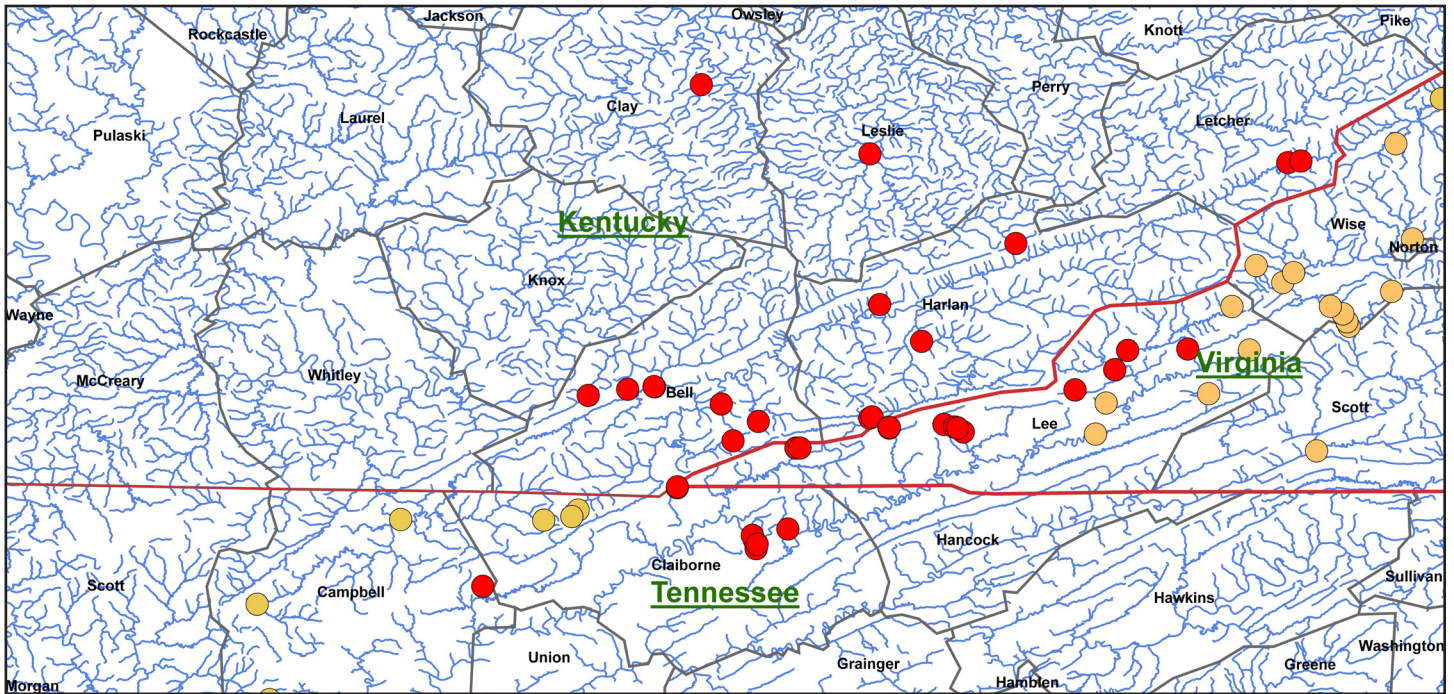 Jackson
Owsley
Pike
Rockcastle
Knott
Perry
Clay
Laurel
Letcher
Leslie
Pulaski
Kentucky
Wise
Norton
Knox
Harlan
Wayne
Virginia
McCreary
Whitley
Bell
Scott
Lee
Hancock
Claiborne
Sullivan
Scott
Campbell
Tennessee
Hawkins
Washington
Union
Grainger
Greene
Hamblen
Morgan